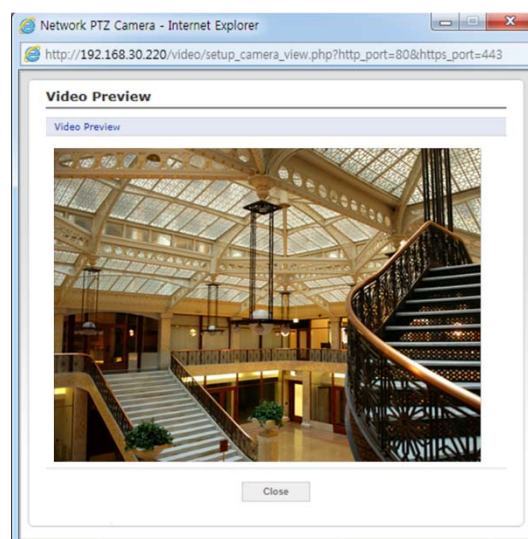 Network PTZ Camera - Internet Explorer
http://192.168.30.220/video/setup_camera_view.php?http_port=80&https_port=443
Video Preview
Video Preview
Close